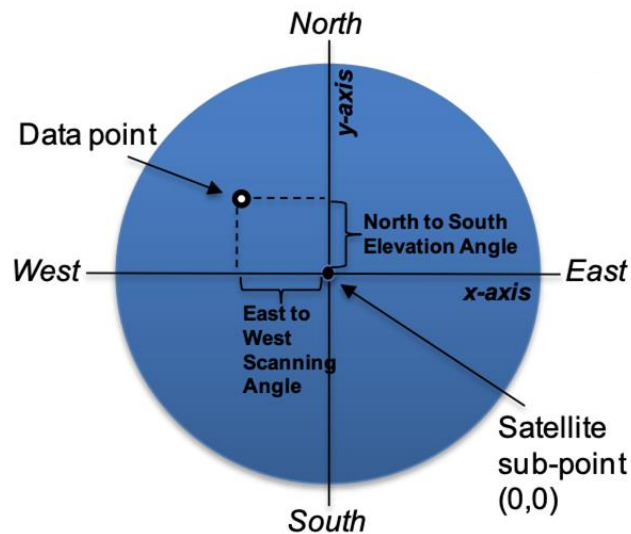 North
y-axis
Data point
North to South
Elevation Angle
West
East
x-axis
East to
West
Scanning
Angle
Satellite
sub-point
(0,0)
South